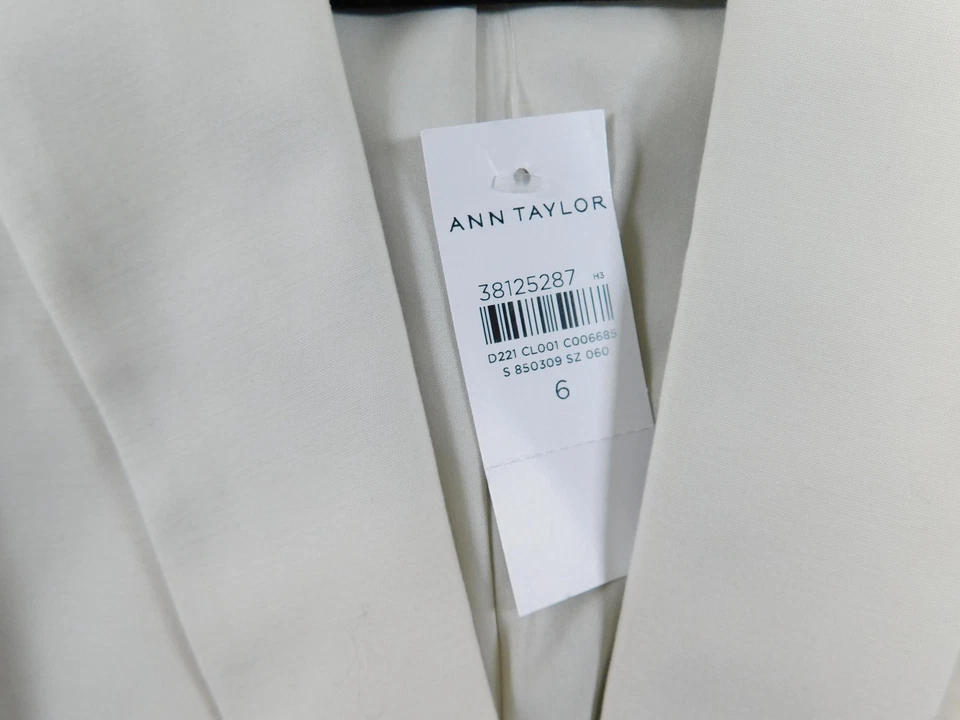 ANN TAYLOR
38125287 H3
D221 CL001 C006685
S 850309 SZ 060
6